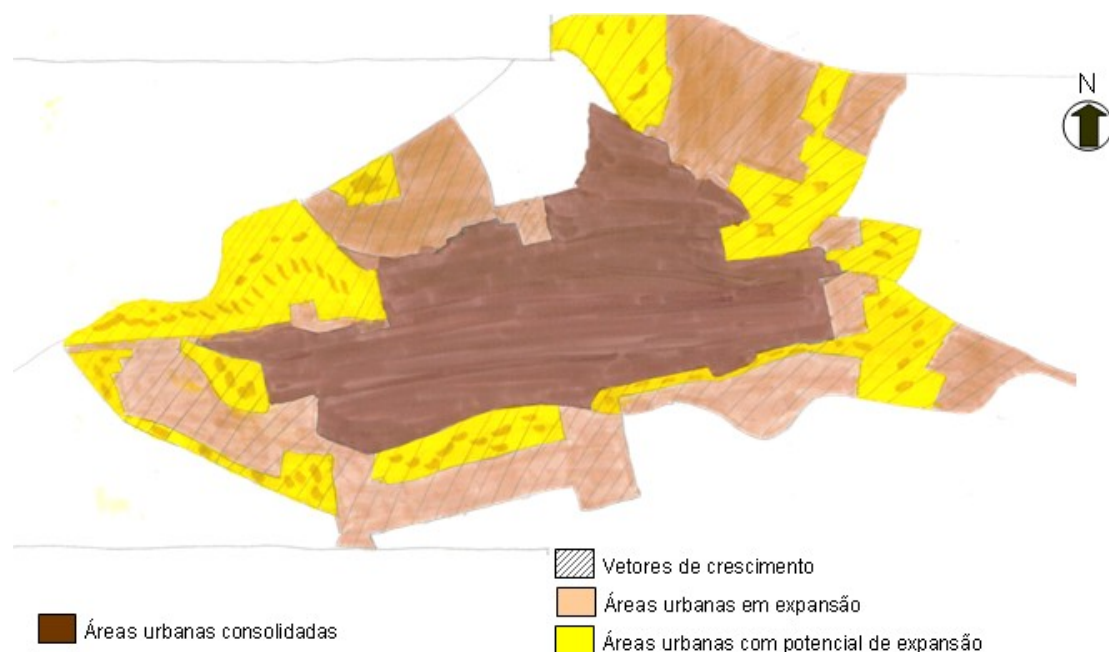 N
Vetores de crescimento
Áreas urbanas em expansão
Áreas urbanas consolidadas
Áreas urbanas com potencial de expansão